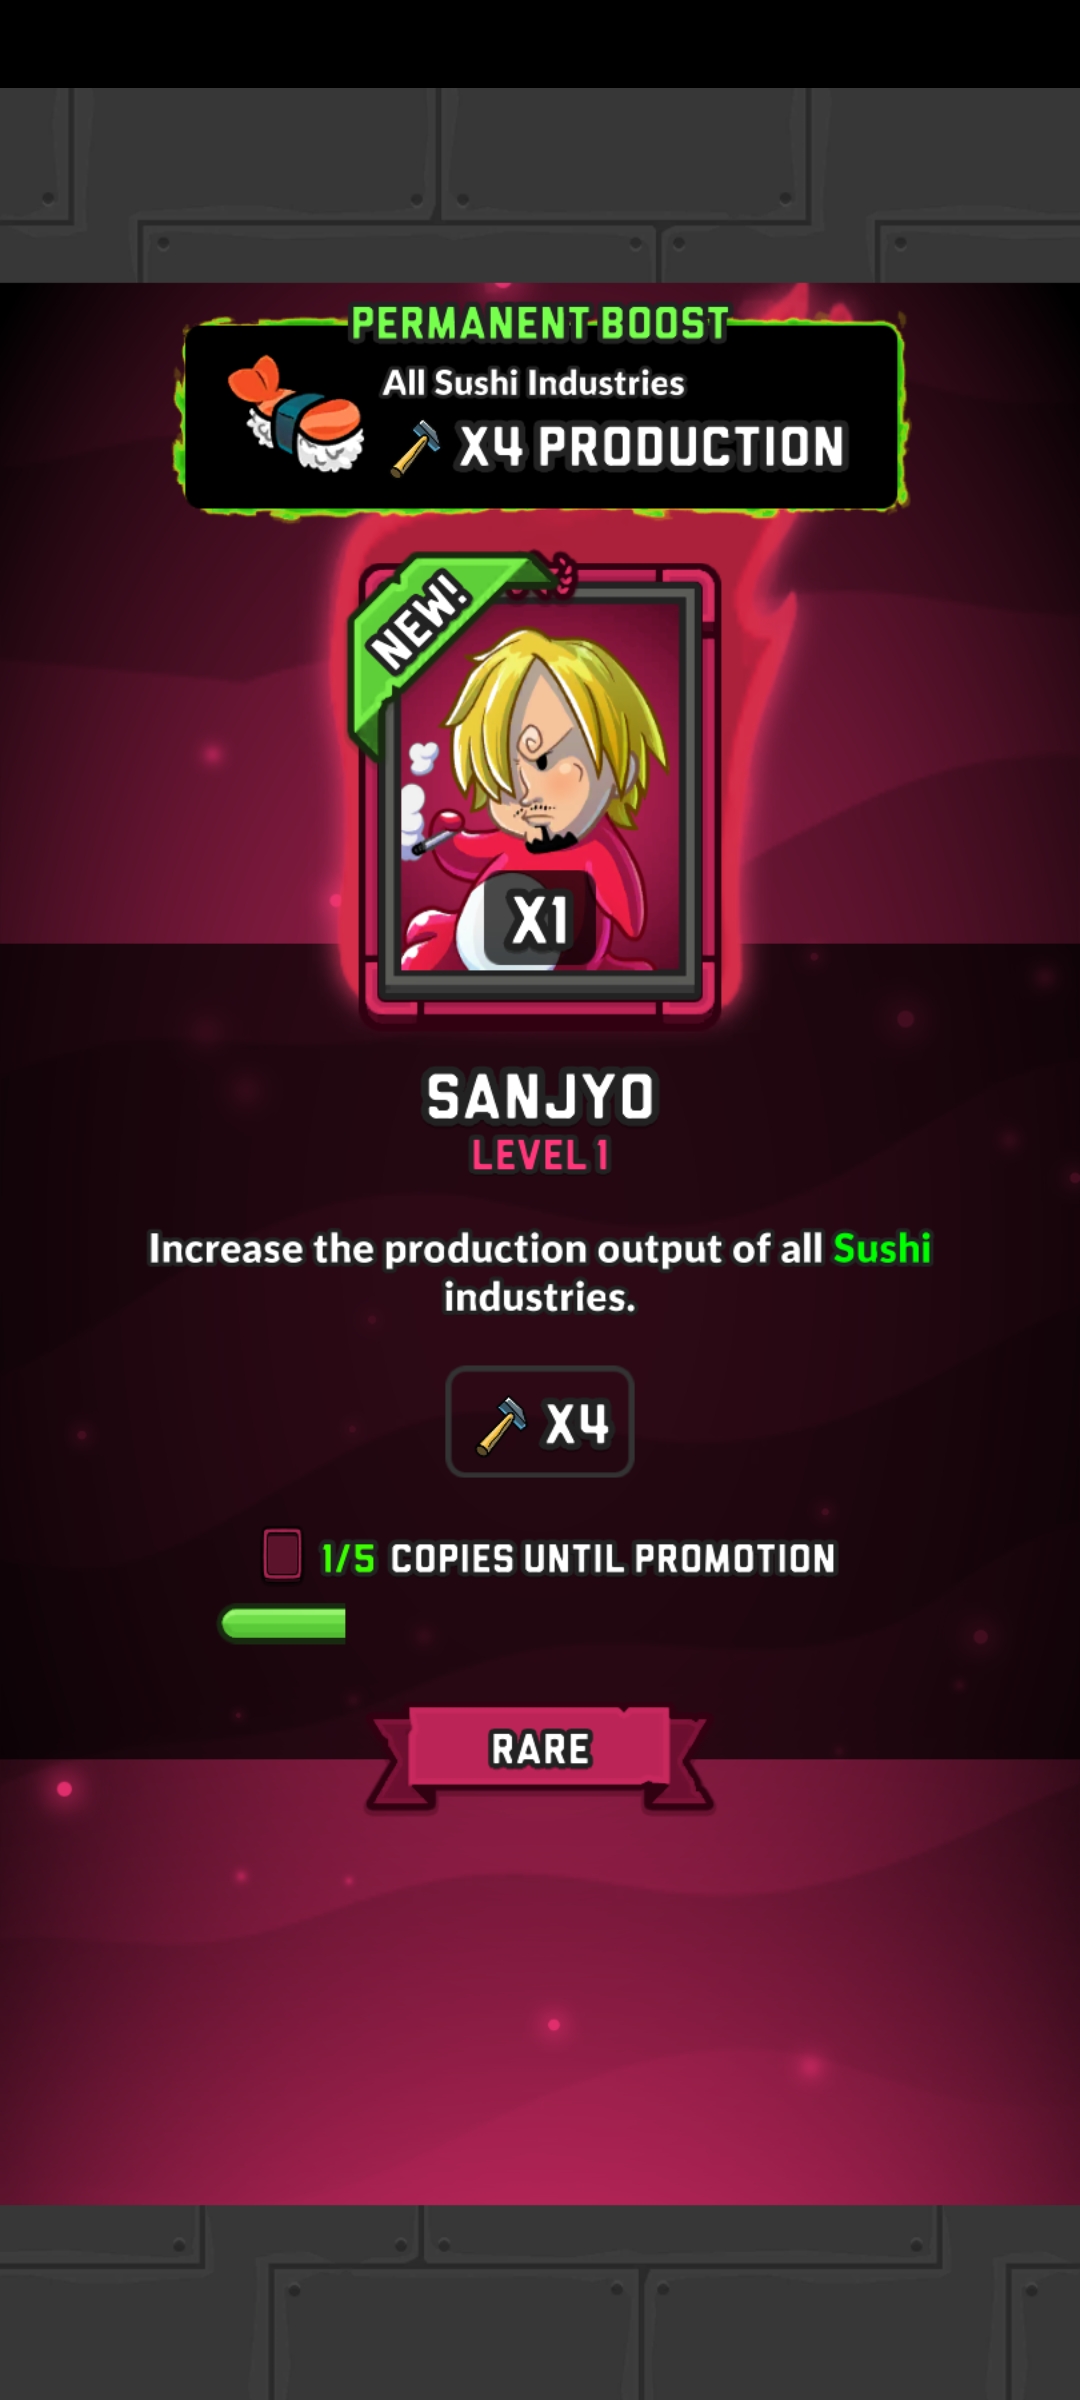 PERMANENT BOOST
All Sushi Industries
X4 PRODUCTION
NEW!
X1
SANJYO
LEVEL 1
Increase the production output of all Sushi
industries.
X4
1/5 COPIES UNTIL PROMOTION
RARE